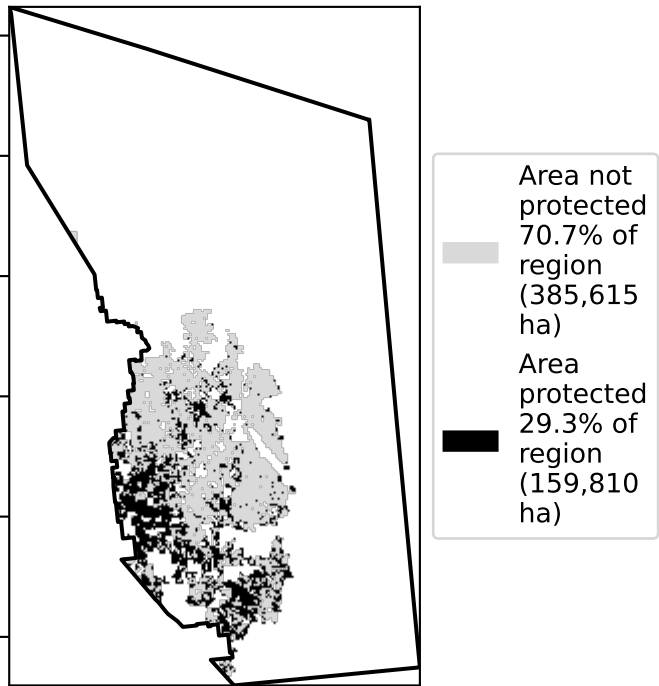 Area not
protected
70.7% of
region
(385,615
ha)
Area
protected
29.3% of
region
(159,810
ha)